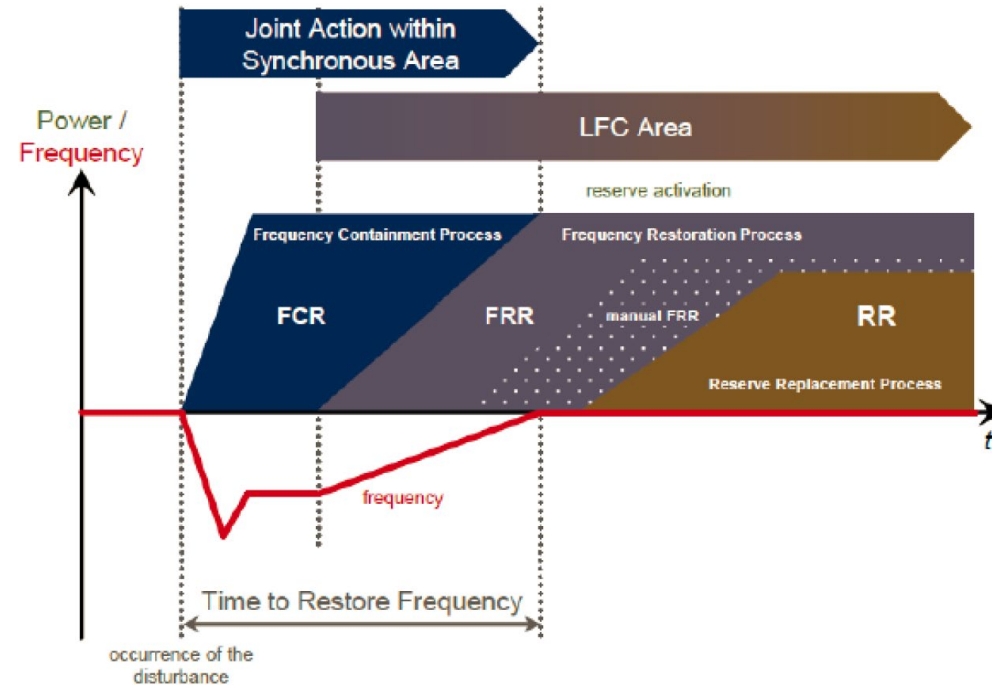 Joint Action within
Synchronous Area
LFC Area
Power /
Frequency
reserve activation
Frequency Containment Process
Frequency Restoration Process
FCR
FRR
manual FRR
RR
Reserve Replacement Process
t
frequency
Time to Restore Frequency
occurrence of the
disturbance